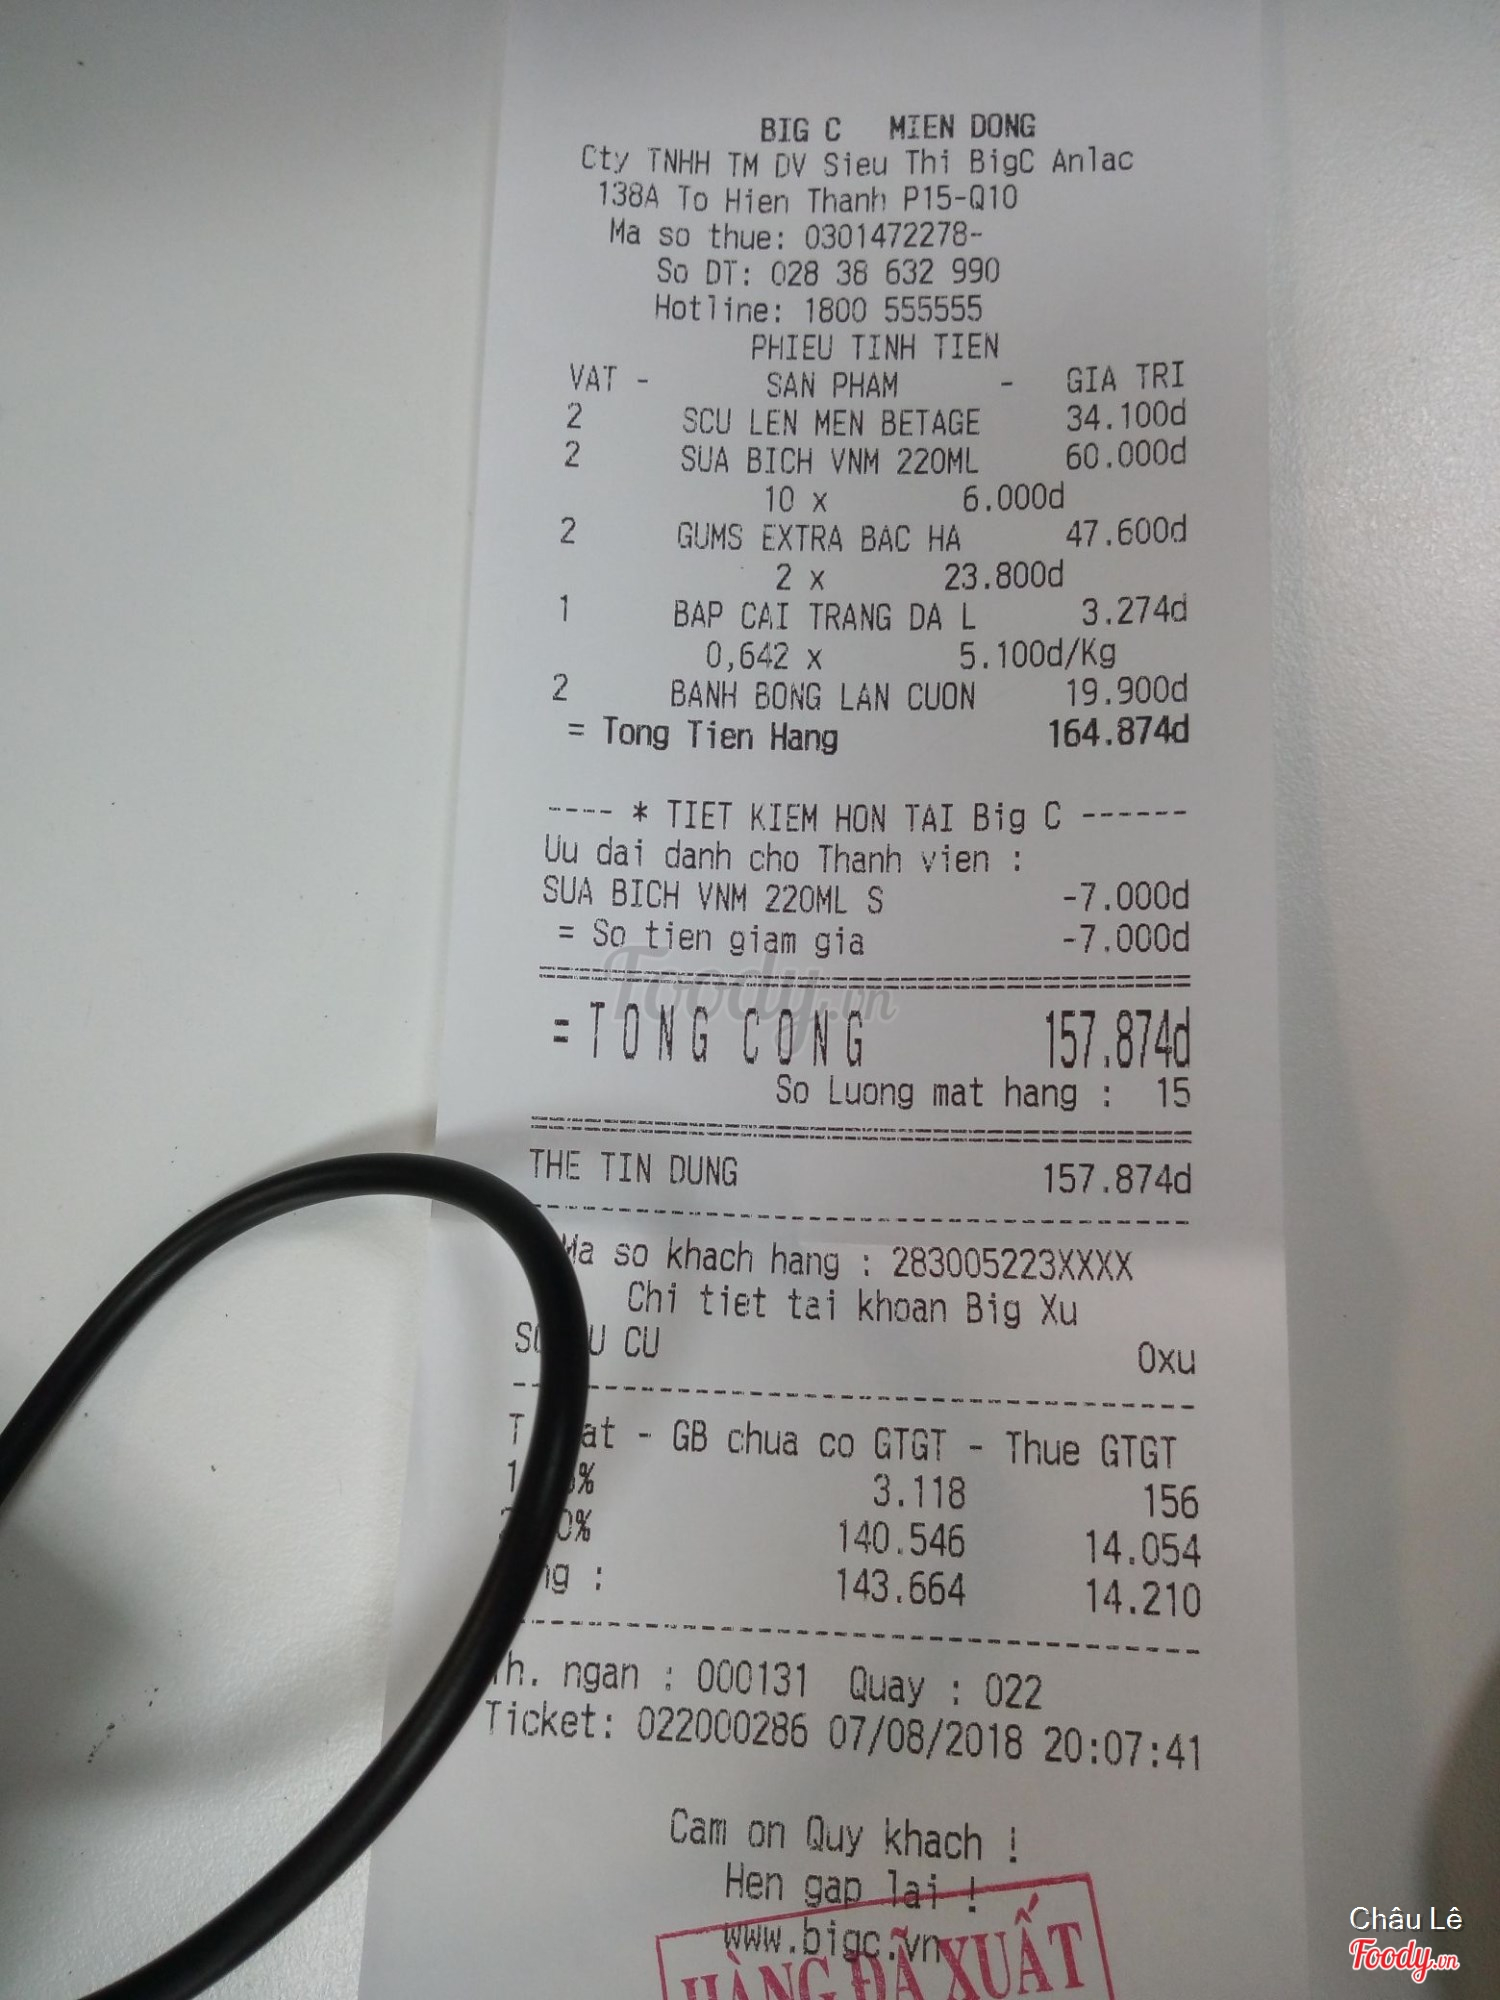 BIG C MIEN DONG
Cty TNHH TM DV Sieu Thi BigC Anlac
138A To Hien Thanh P15-Q10
Ma so thue: 0301472278-
So DT: 028 38 632 990
Hotline: 1800 555555
PHIEU TINH TIEN
VAT - SAN PHAM - GIA TRI
2 SCU LEN MEN BETAGE 34.100d
2 SUA BICH VNM 220ML 60.000d
10 x 6.000d
2 GUMS EXTRA BAC HA 47.600d
2 x 23.800d
1 BAP CAI TRANG DA L 3.274d
0,642 x 5.100d/Kg
2 BANH BONG LAN CUON 19.900d
= Tong Tien Hang 164.874d
---- * TIET KIEM HON TAI Big C ------
Uu dai danh cho Thanh vien :
SUA BICH VNM 220ML S -7.000d
= So tien giam gia -7.000d
Foody.vn
= TONG CONG 157.874d
So Luong mat hang : 15
THE TIN DUNG 157.874d
Ma so khach hang : 283005223XXXX
Chi tiet tai khoan Big Xu
CU 0xu
- GB chua co GTGT - Thue GTGT
3.118 156
140.546 14.054
143.664 14.210
Th. ngan : 000131 Quay : 022
Ticket: 022000286 07/08/2018 20:07:41
Cam on Quy khach !
Hen gap lai !
www.bigc.vn
HÀNG ĐÃ XUẤT
Châu Lê
Foody.vn